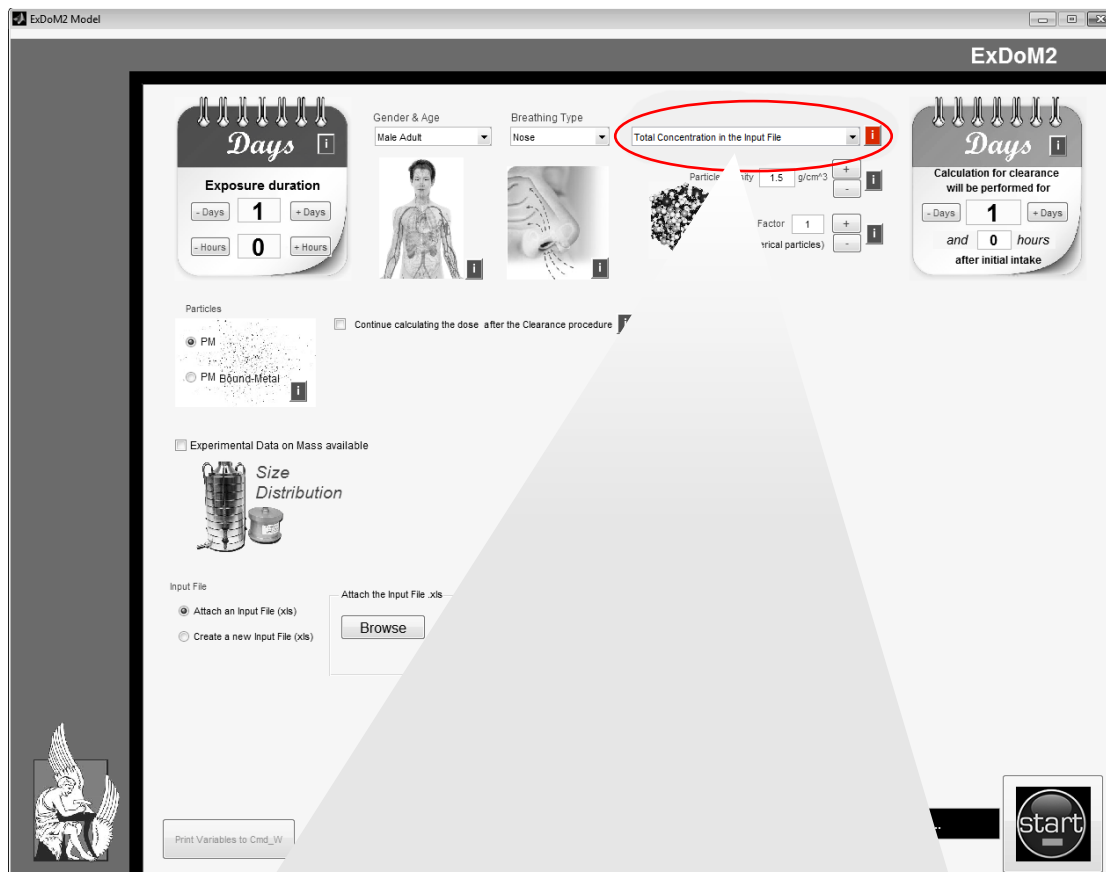 ExDoM2 Model
ExDoM2
Days
i
Exposure duration
- Days 1 + Days
- Hours 0 + Hours
Gender & Age
Male Adult
i
Breathing Type
Nose
i
Total Concentration in the Input File
i
1.5 g/cm^3
+
-
i
Factor 1
+
-
i
Days
i
Calculation for clearance
will be performed for
- Days 1 + Days
and 0 hours
after initial intake
Particles
PM
PM Bound-Metal
i
Continue calculating the dose after the Clearance procedure
Experimental Data on Mass available
Size
Distribution
Input File
Attach an Input File (xls)
Create a new Input File (xls)
Attach the Input File .xls
Browse
Print Variables to Cmd_W
start